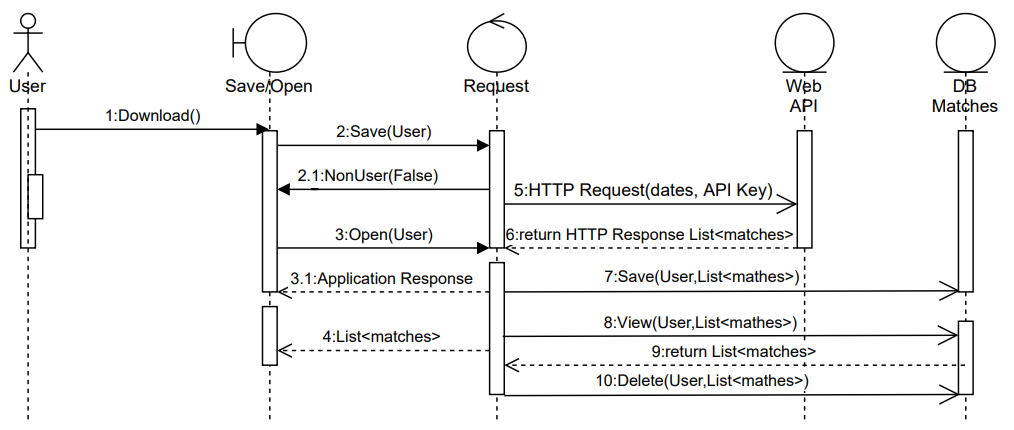 User
Save/Open
Request
Web
API
DB
Matches
1:Download()
2:Save(User)
2.1:NonUser(False)
5:HTTP Request(dates, API Key)
3:Open(User)
6:return HTTP Response List<matches>
3.1:Application Response
7:Save(User,List<mathes>)
8:View(User,List<mathes>)
4:List<matches>
9:return List<matches>
10:Delete(User,List<mathes>)